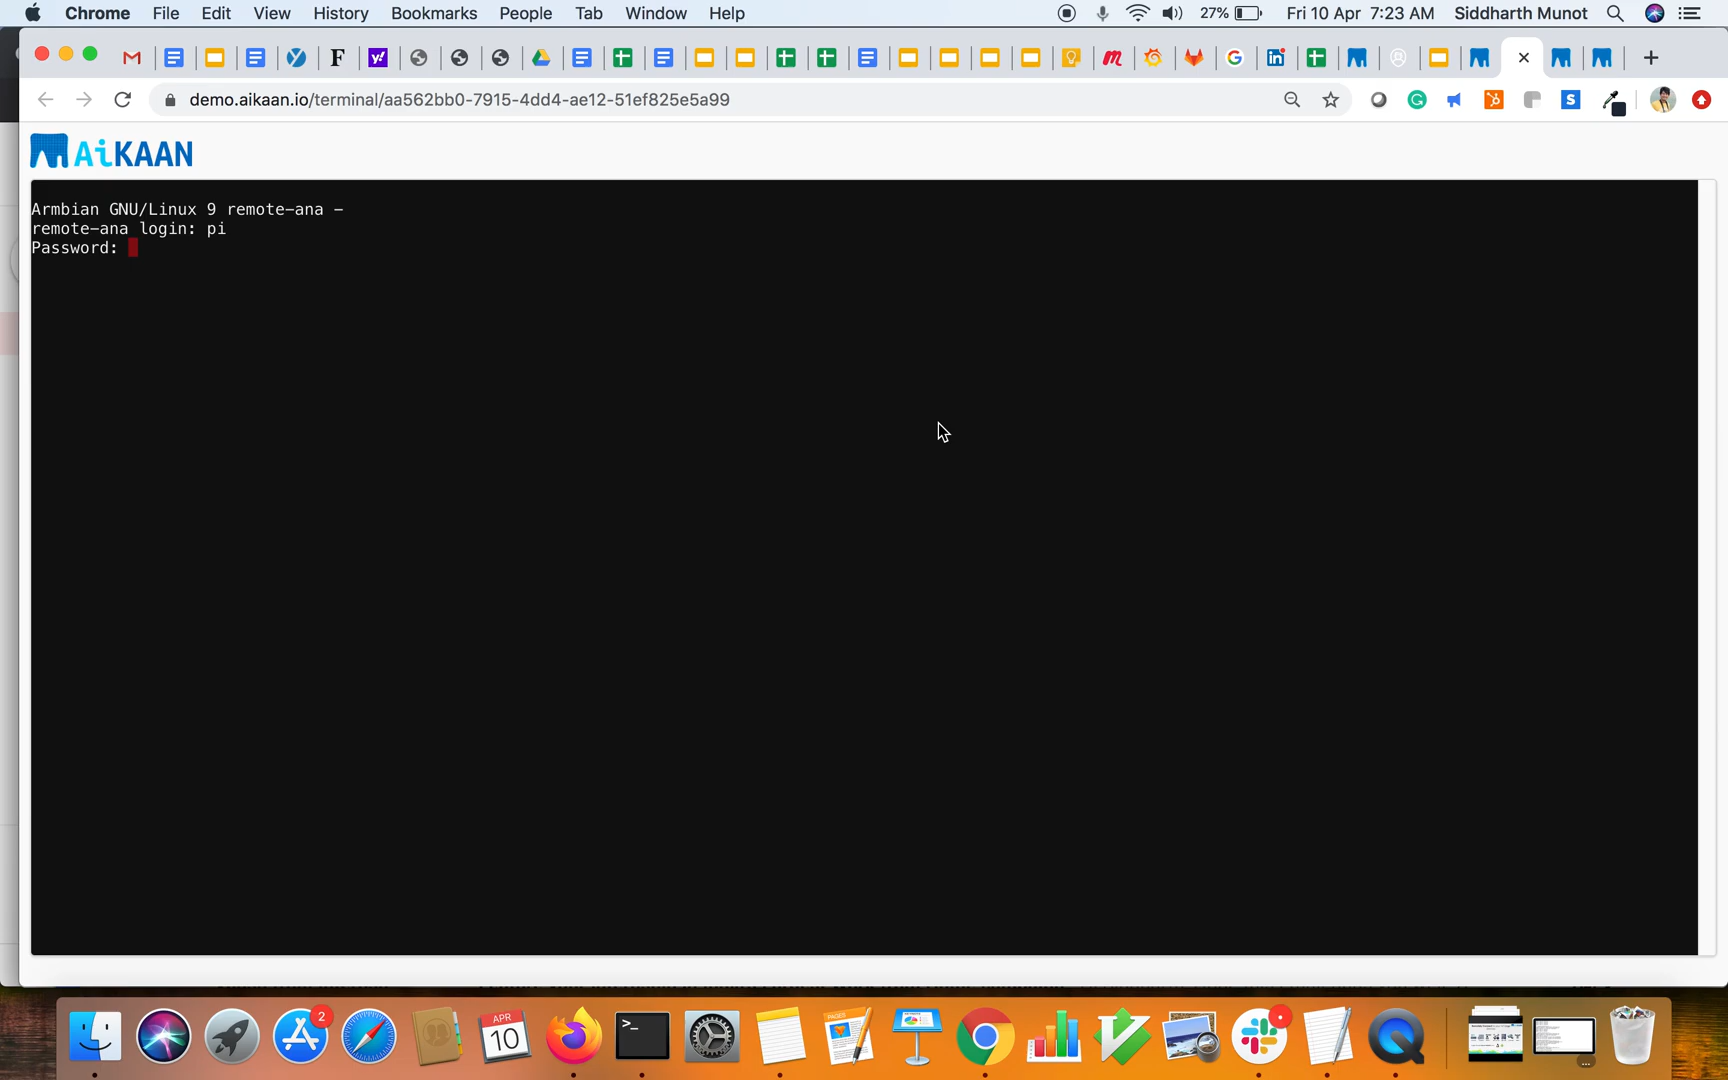 Chrome File Edit View History Bookmarks People Tab Window Help 27% Fri 10 Apr 7:23 AM Siddharth Munot
demo.aikaan.io/terminal/aa562bb0-7915-4dd4-ae12-51ef825e5a99
AiKAAN
Armbian GNU/Linux 9 remote-ana -
remote-ana login: pi
Password:
2
APR
10
PAGES